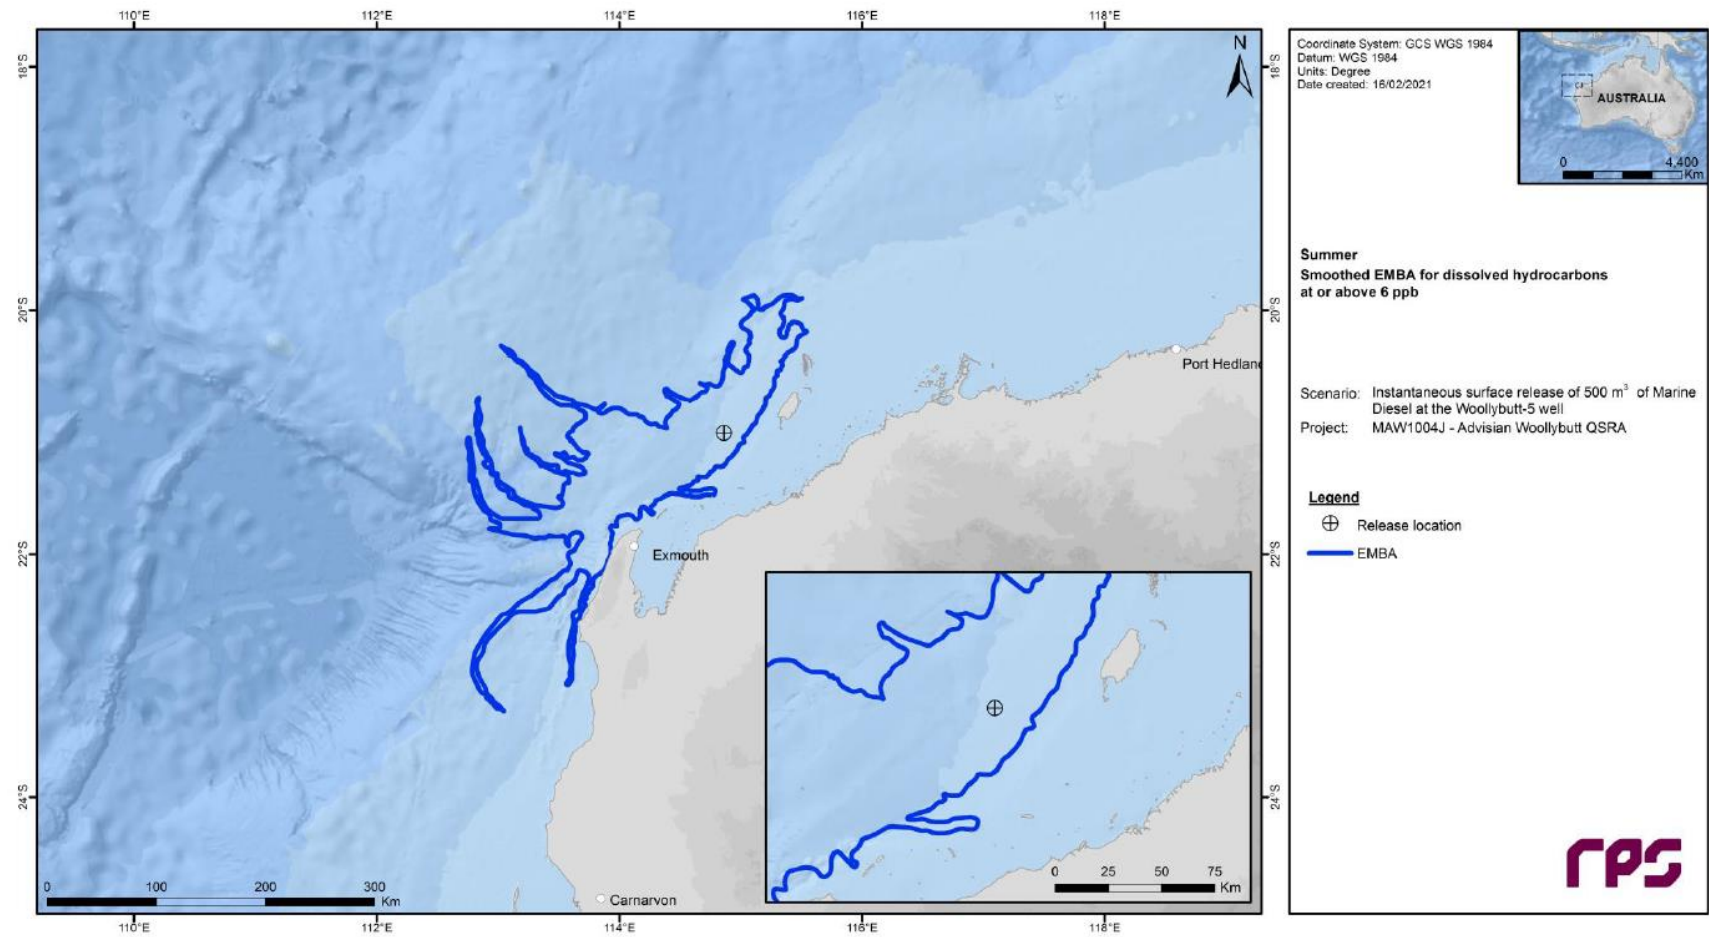 110°E 112°E 114°E 116°E 118°E
18°S 18°S
20°S 20°S
22°S 22°S
24°S 24°S
N
Port Hedland
Exmouth
Carnarvon
0 100 200 300
Km
0 25 50 75
Km
110°E 112°E 114°E 116°E 118°E
Coordinate System: GCS WGS 1984
Datum: WGS 1984
Units: Degree
Date created: 16/02/2021
AUSTRALIA
0 4,400
Km
Summer
Smoothed EMBA for dissolved hydrocarbons
at or above 6 ppb
Scenario: Instantaneous surface release of 500 m³ of Marine
Diesel at the Woollybutt-5 well
Project: MAW1004J - Advisian Woollybutt QSRA
Legend
Release location
EMBA
rps